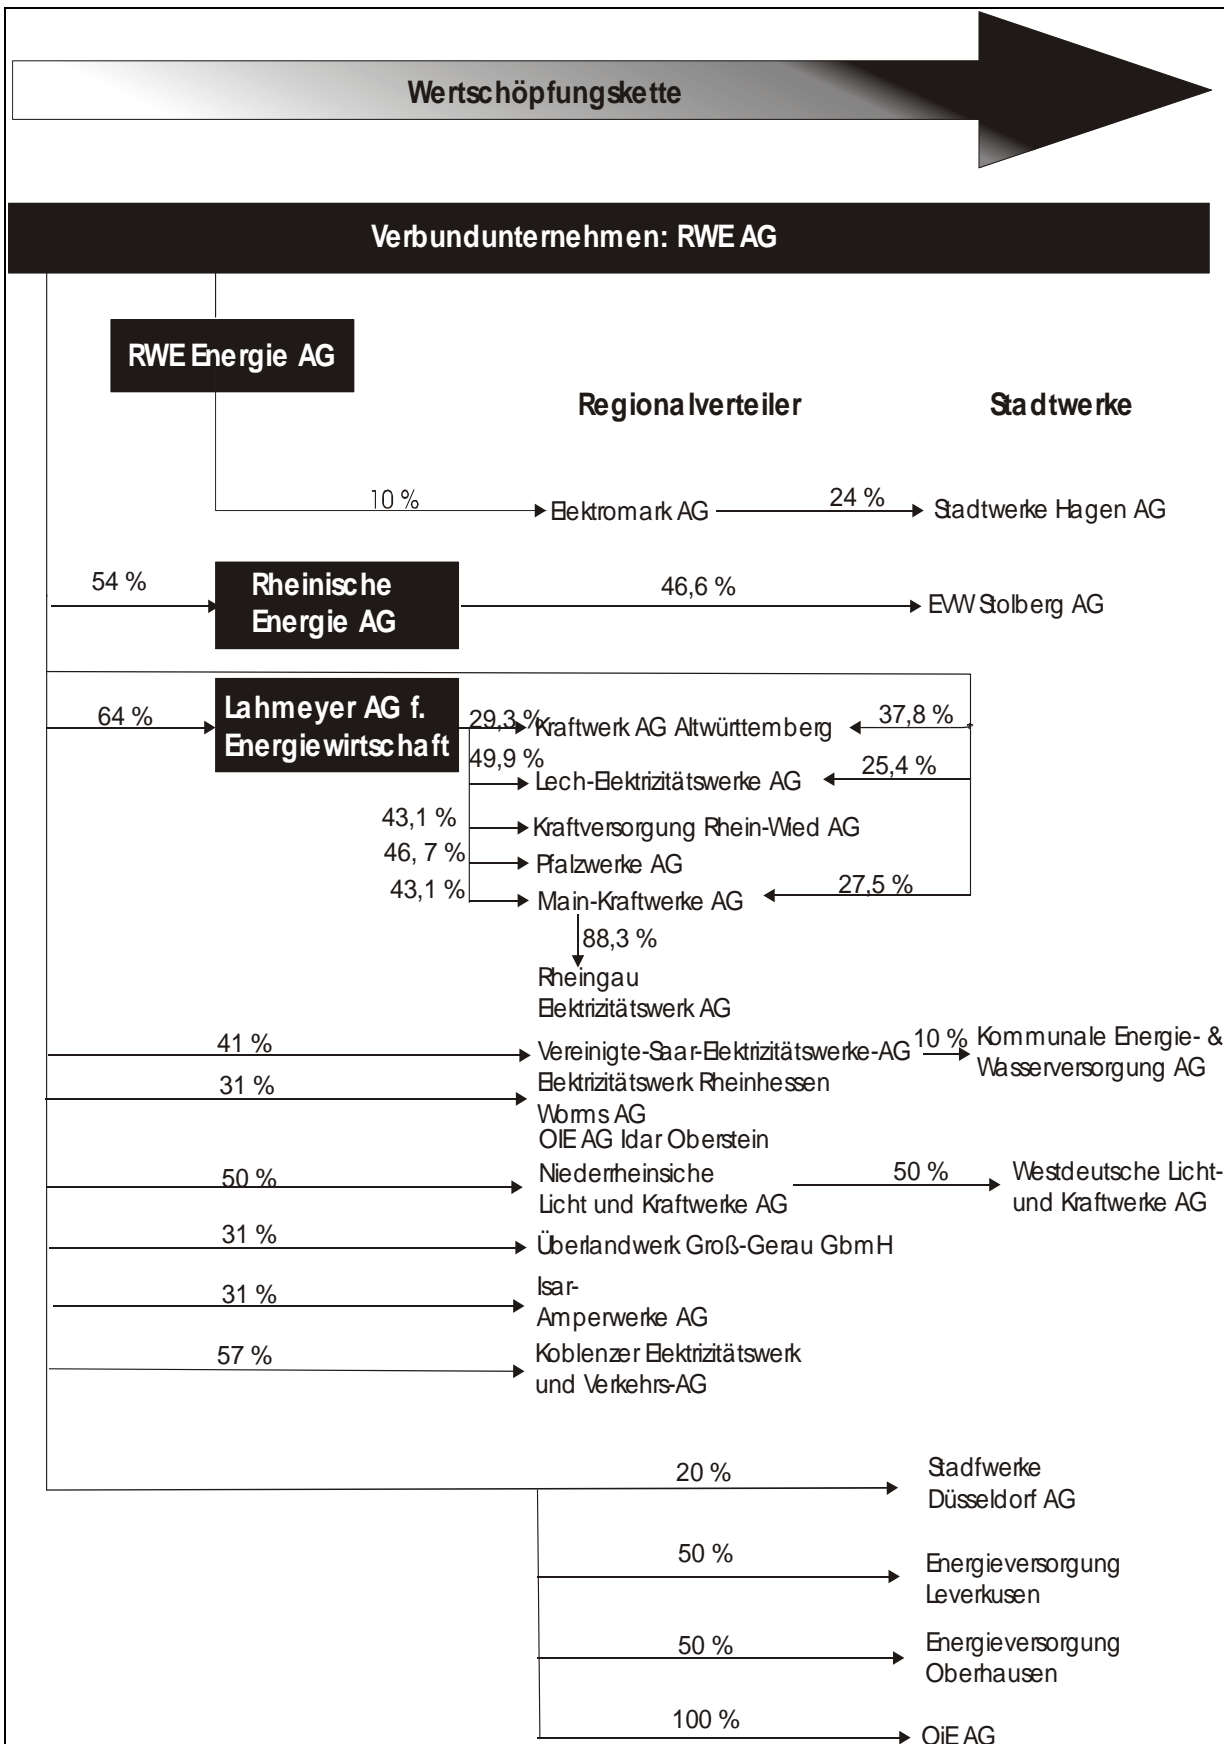 Wertschöpfungskette
Verbundunternehmen: RWE AG
RWE Energie AG
Regionalverteiler
Stadtwerke
10 %
Elektromark AG
24 %
Stadtwerke Hagen AG
54 %
Rheinische
Energie AG
46,6 %
EVW Stolberg AG
64 %
Lahmeyer AG f.
Energiewirtschaft
29,3 %
Kraftwerk AG Altwürttemberg
37,8 %
49,9 %
Lech-Elektrizitätswerke AG
25,4 %
43,1 %
Kraftversorgung Rhein-Wied AG
46, 7 %
Pfalzwerke AG
43,1 %
Main-Kraftwerke AG
27,5 %
88,3 %
Rheingau
Elektrizitätswerk AG
41 %
Vereinigte-Saar-Elektrizitätswerke-AG
10 %
Kommunale Energie- &
Wasserversorgung AG
31 %
Elektrizitätswerk Rheinhessen
Worms AG
OIE AG Idar Oberstein
50 %
Niederrheinsiche
Licht und Kraftwerke AG
50 %
Westdeutsche Licht-
und Kraftwerke AG
31 %
Überlandwerk Groß-Gerau GbmH
31 %
Isar-
Amperwerke AG
57 %
Koblenzer Elektrizitätswerk
und Verkehrs-AG
20 %
Stadfwerke
Düsseldorf AG
50 %
Energieversorgung
Leverkusen
50 %
Energieversorgung
Oberhausen
100 %
OiE AG